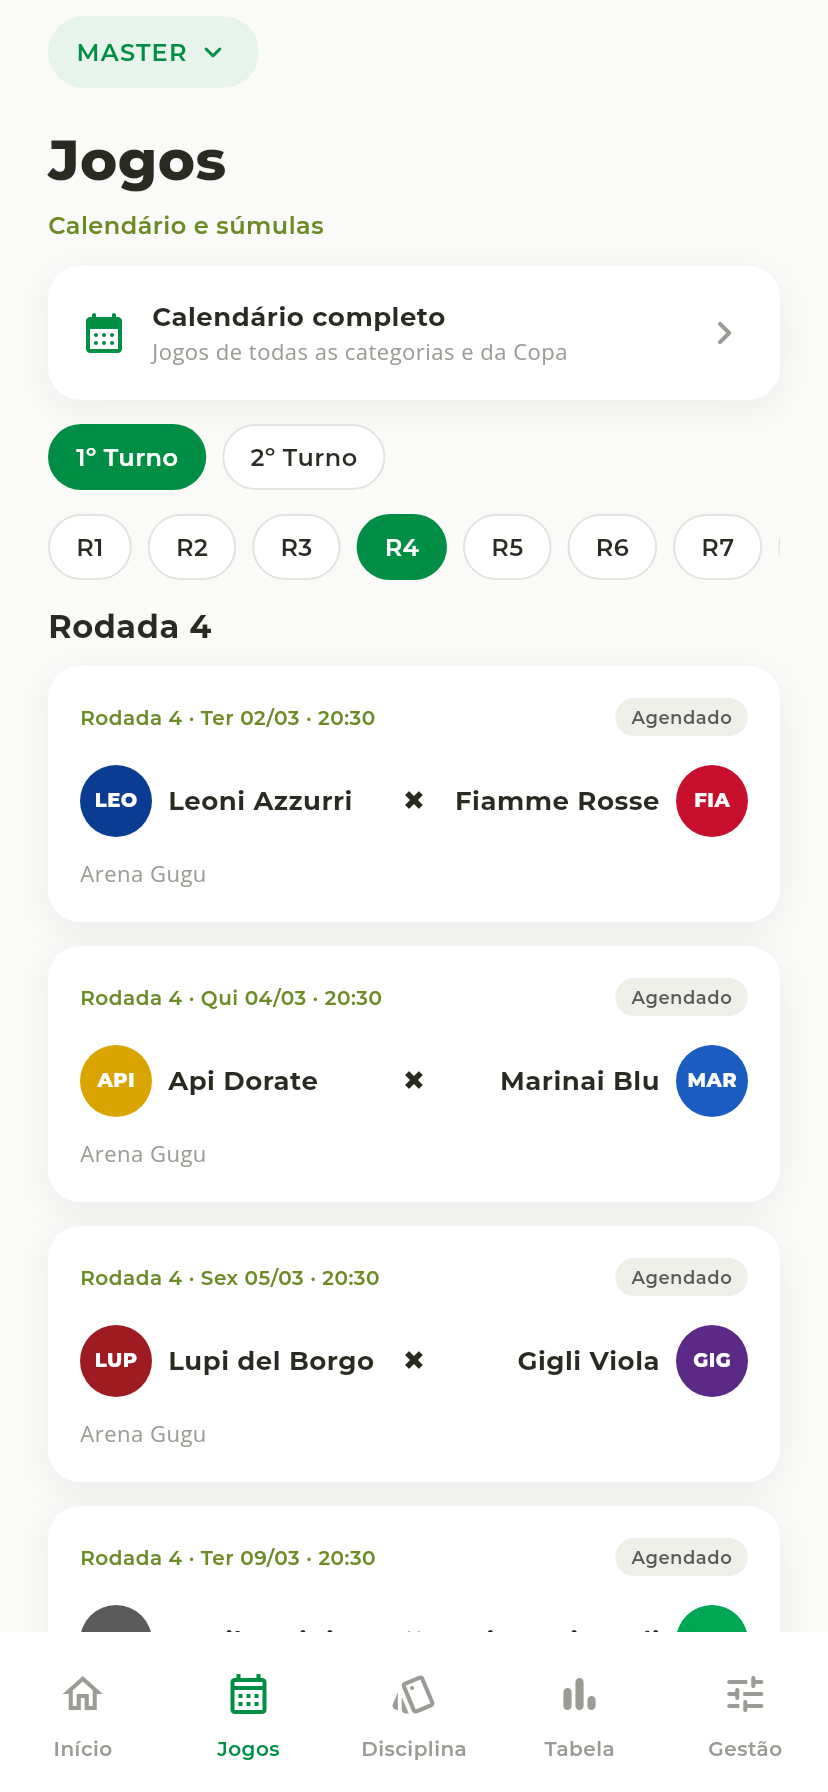 MASTER
Jogos
Calendário e súmulas
Calendário completo
Jogos de todas as categorias e da Copa
1º Turno 2º Turno
R1 R2 R3 R4 R5 R6 R7
Rodada 4
Rodada 4 · Ter 02/03 · 20:30 Agendado
LEO Leoni Azzurri ✖ Fiamme Rosse FIA
Arena Gugu
Rodada 4 · Qui 04/03 · 20:30 Agendado
API Api Dorate ✖ Marinai Blu MAR
Arena Gugu
Rodada 4 · Sex 05/03 · 20:30 Agendado
LUP Lupi del Borgo ✖ Gigli Viola GIG
Arena Gugu
Rodada 4 · Ter 09/03 · 20:30 Agendado
Início Jogos Disciplina Tabela Gestão